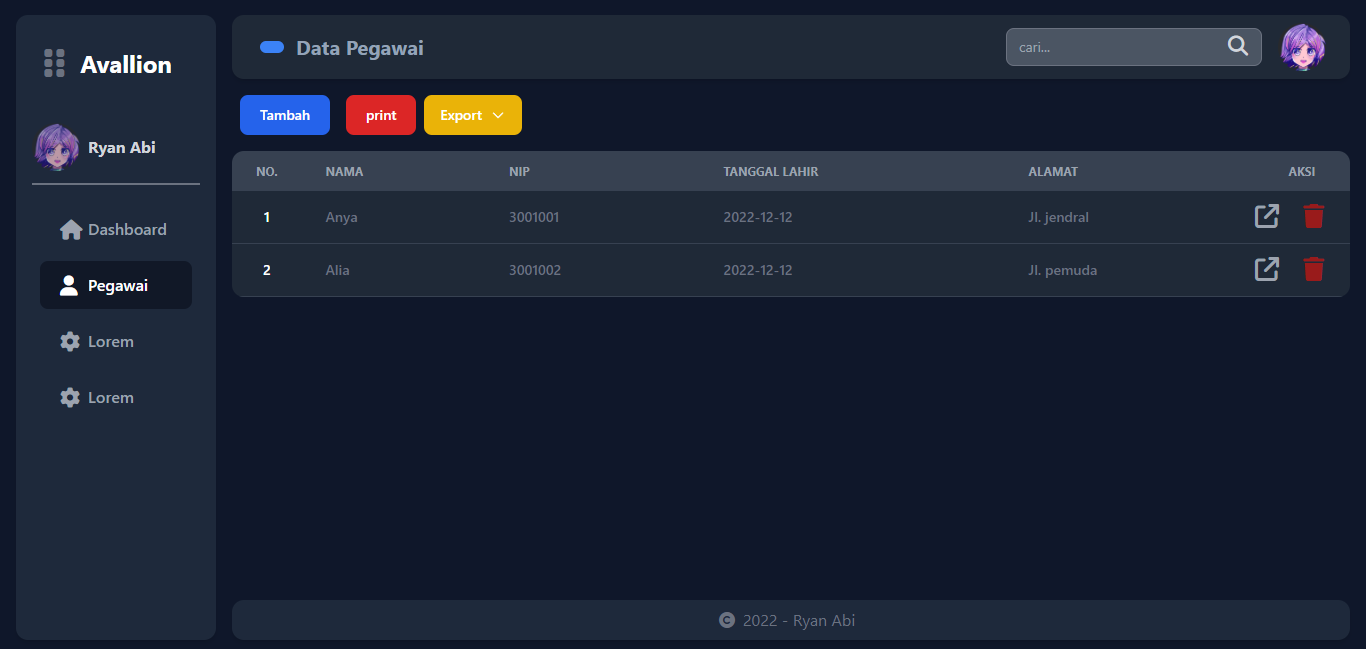 Avallion
Ryan Abi
Dashboard
Pegawai
Lorem
Lorem
Data Pegawai
cari...
Tambah print Export
NO. NAMA NIP TANGGAL LAHIR ALAMAT AKSI
1 Anya 3001001 2022-12-12 Jl. jendral
2 Alia 3001002 2022-12-12 Jl. pemuda
© 2022 - Ryan Abi